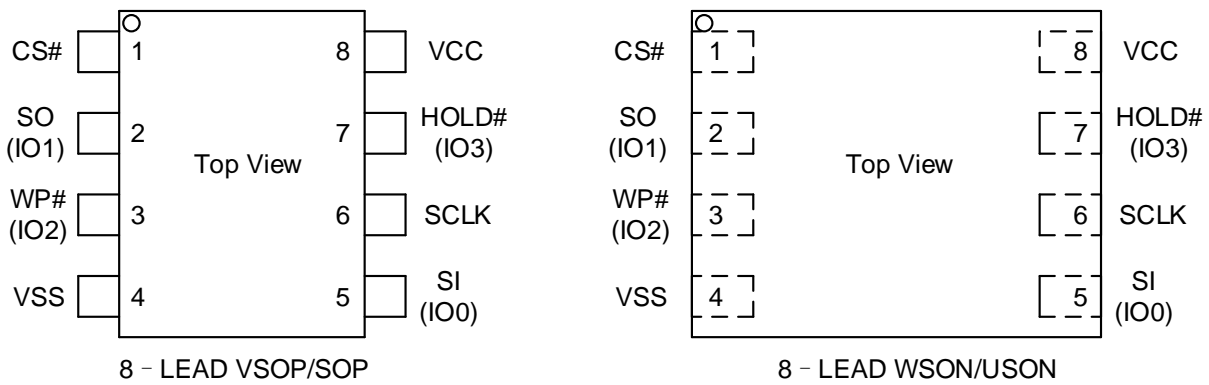 CS# 1 8 VCC
SO (IO1) 2 7 HOLD# (IO3)
Top View
WP# (IO2) 3 6 SCLK
VSS 4 5 SI (IO0)
8 – LEAD VSOP/SOP
CS# 1 8 VCC
SO (IO1) 2 7 HOLD# (IO3)
Top View
WP# (IO2) 3 6 SCLK
VSS 4 5 SI (IO0)
8 – LEAD WSON/USON